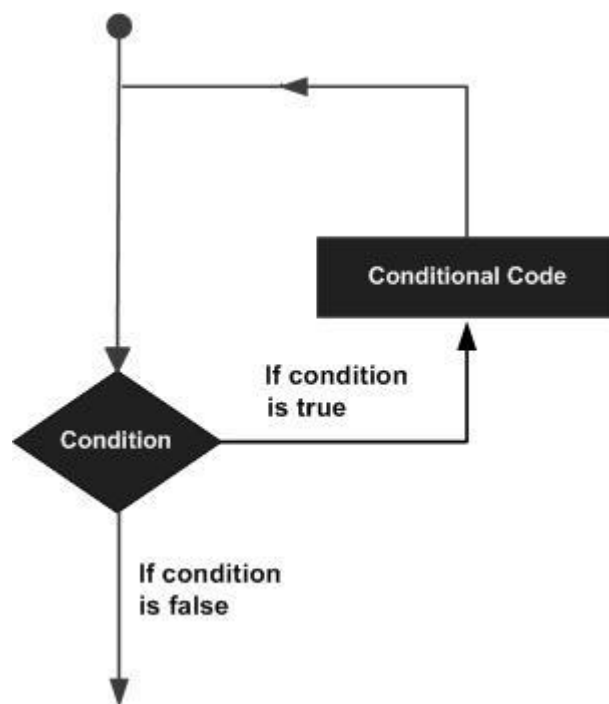 Conditional Code
If condition
is true
Condition
If condition
is false